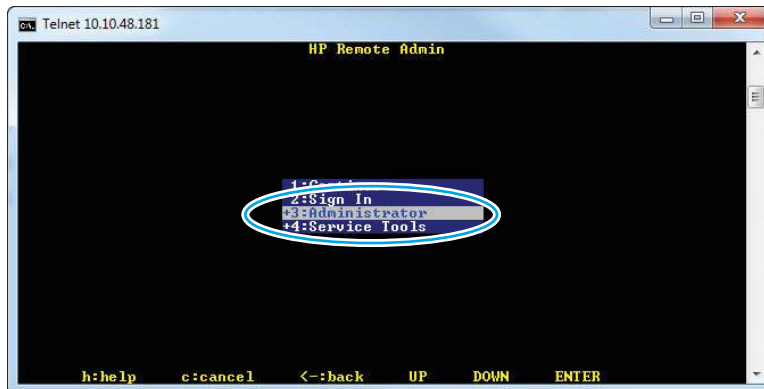 Telnet 10.10.48.181
HP Remote Admin
2:Sign In
+3:Administrator
+4:Service Tools
h:help c:cancel <-:back UP DOWN ENTER